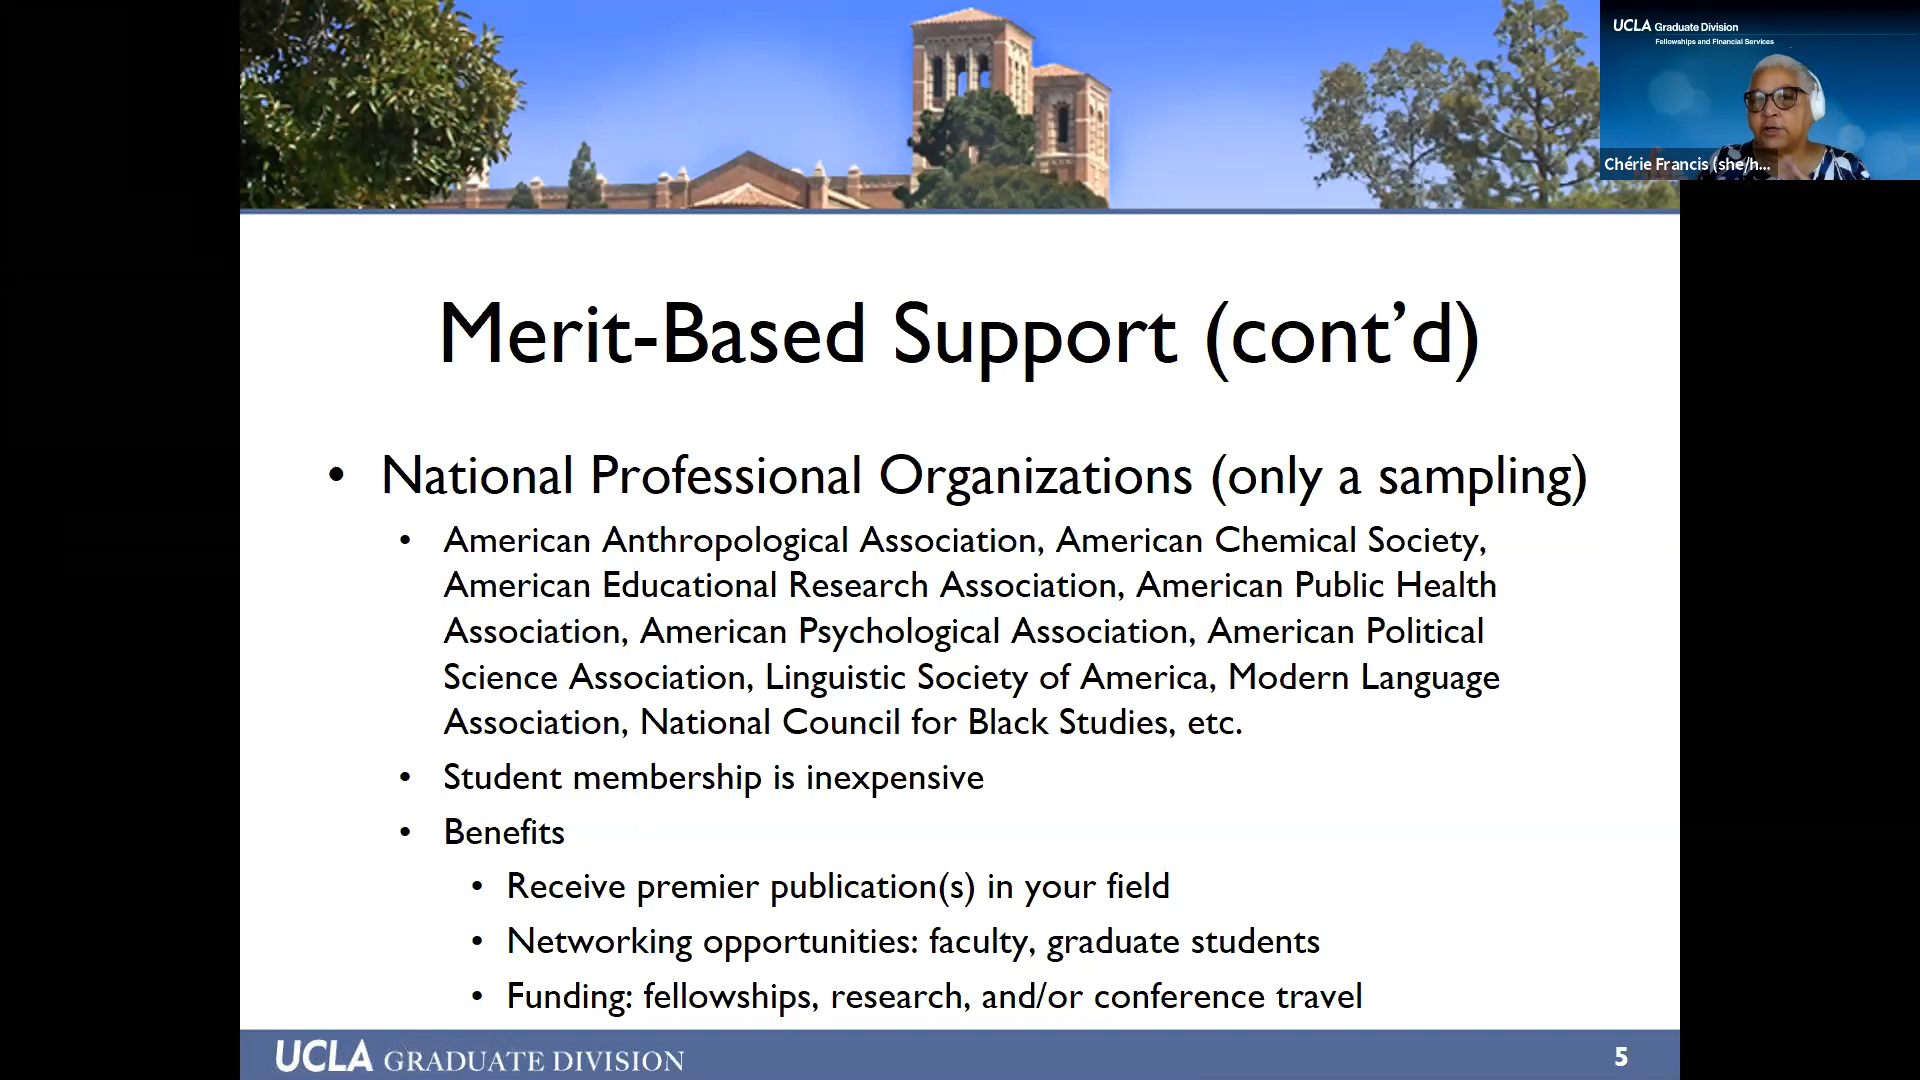 UCLA Graduate Division
Fellowships and Financial Services
Chérie Francis (she/h...
Merit-Based Support (cont’d)
• National Professional Organizations (only a sampling)
• American Anthropological Association, American Chemical Society,
American Educational Research Association, American Public Health
Association, American Psychological Association, American Political
Science Association, Linguistic Society of America, Modern Language
Association, National Council for Black Studies, etc.
• Student membership is inexpensive
• Benefits
• Receive premier publication(s) in your field
• Networking opportunities: faculty, graduate students
• Funding: fellowships, research, and/or conference travel
UCLA GRADUATE DIVISION
5